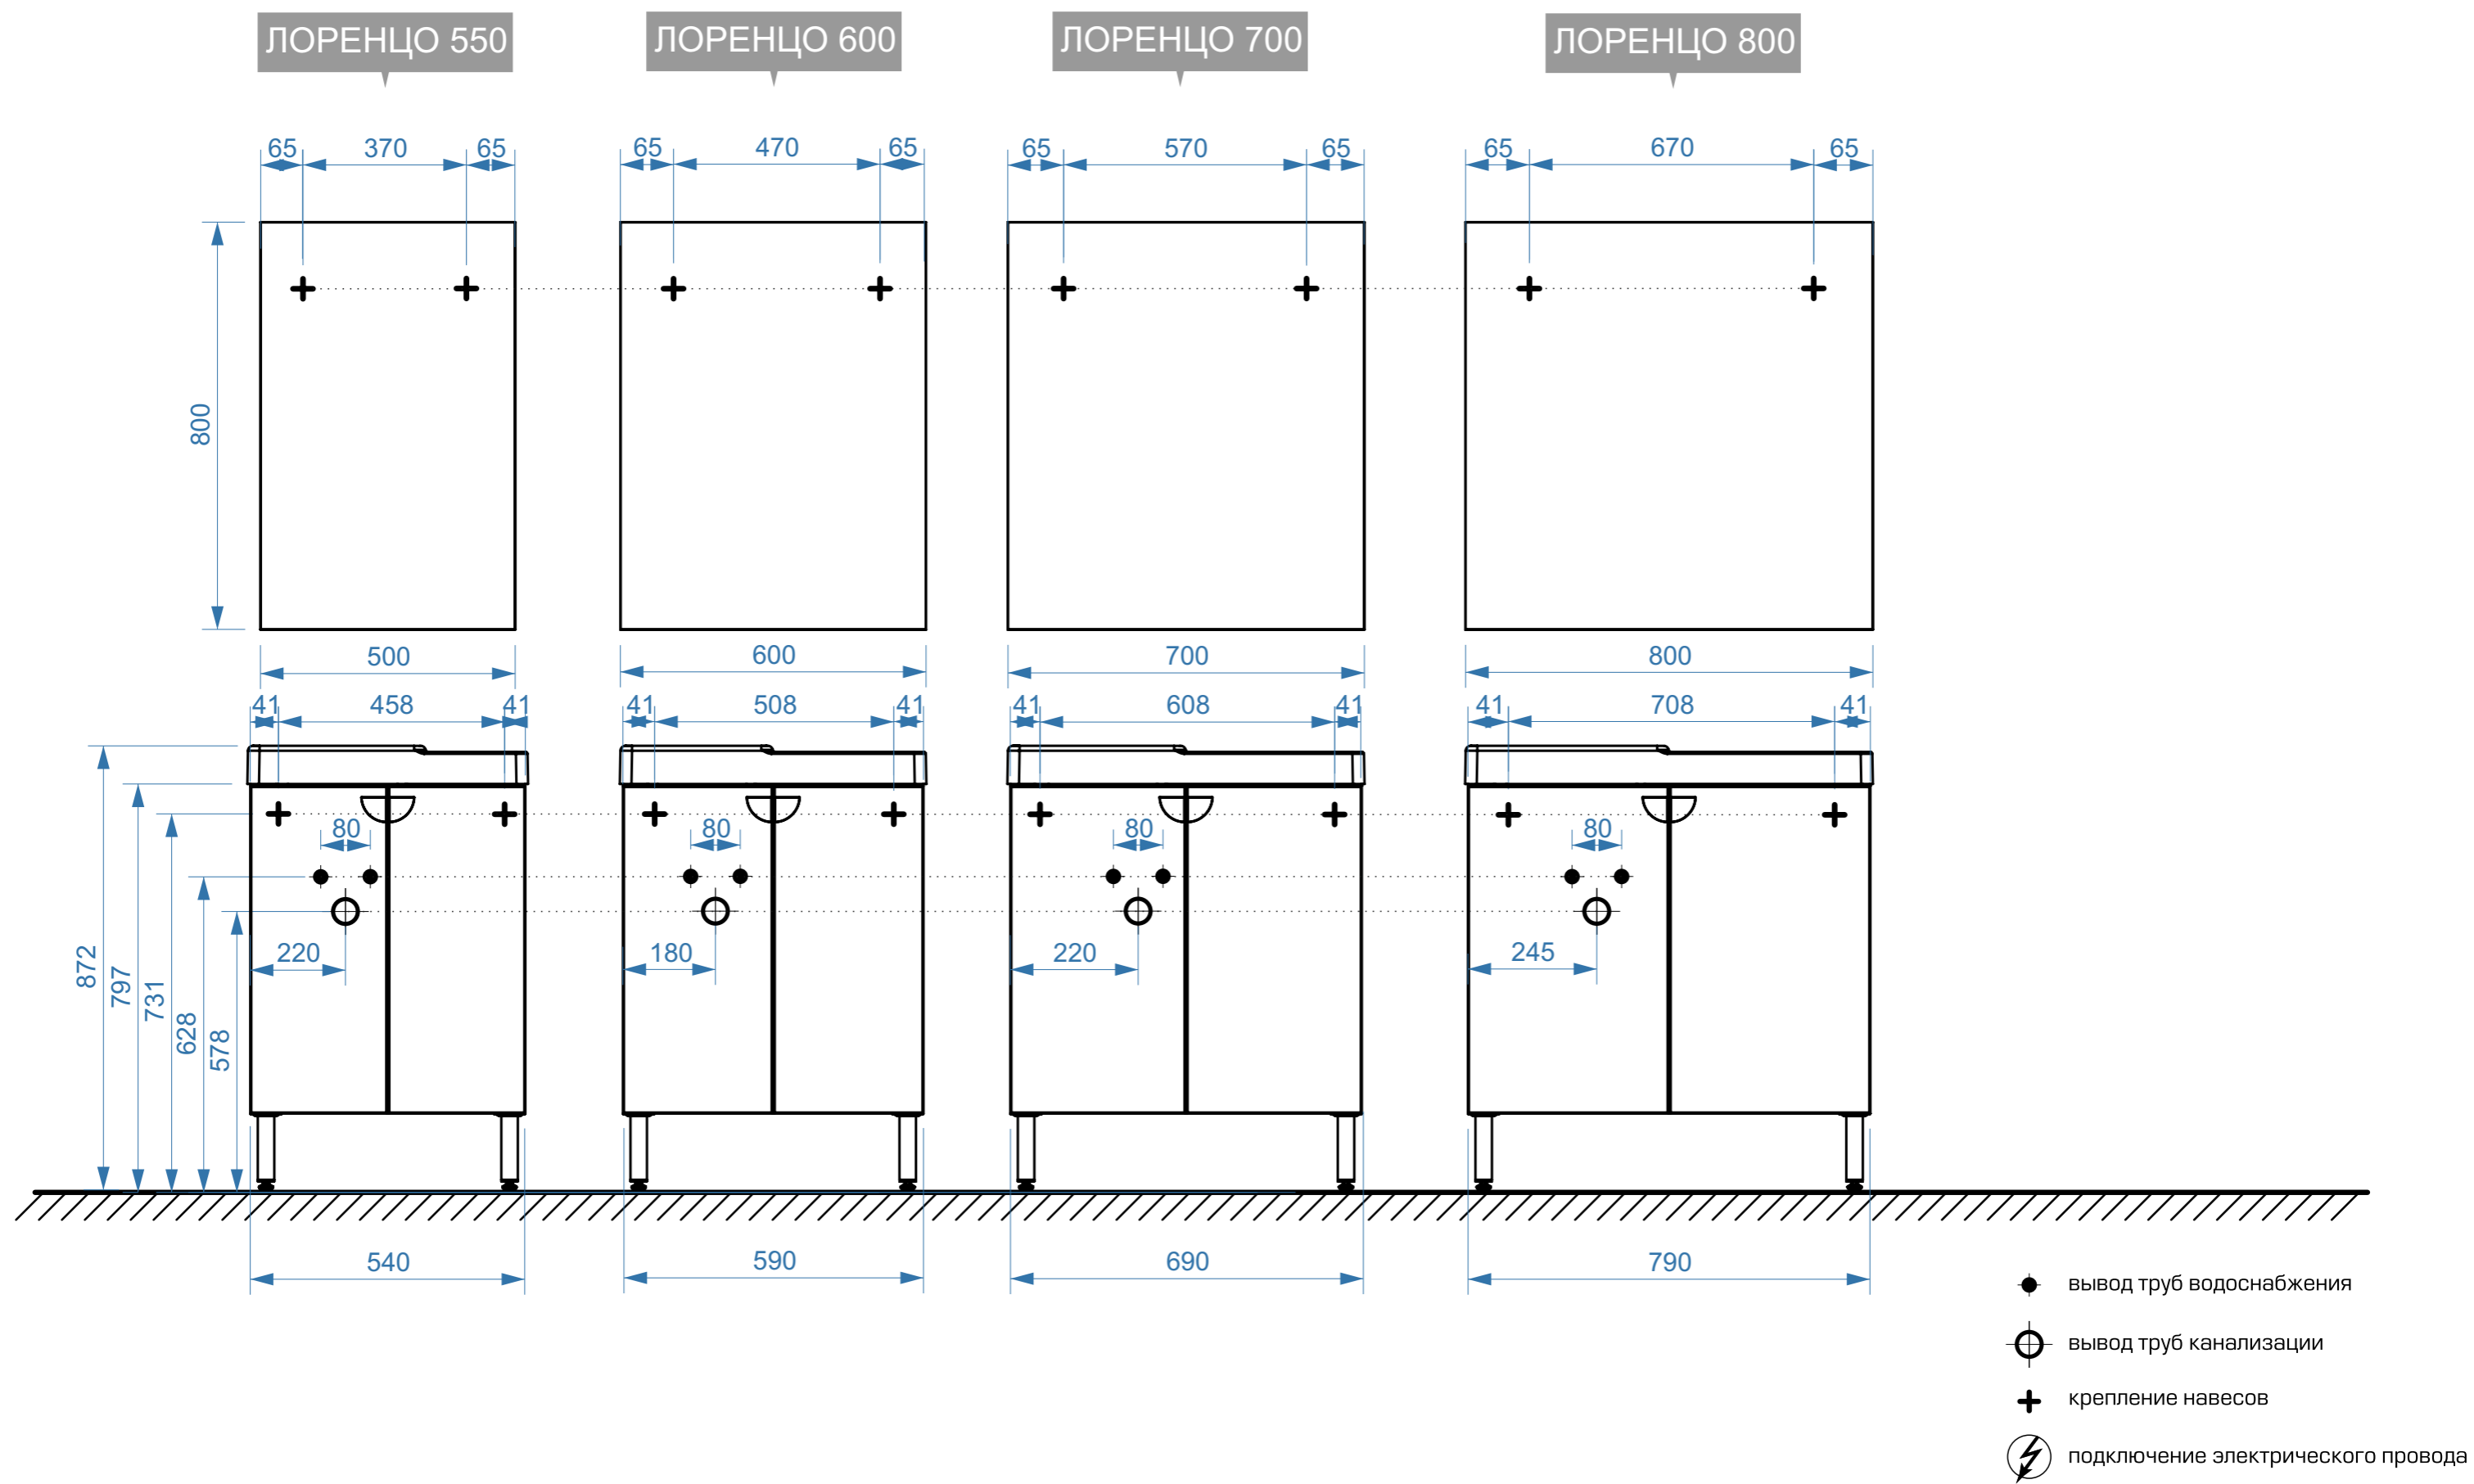 ЛОРЕНЦО 550 ЛОРЕНЦО 600 ЛОРЕНЦО 700 ЛОРЕНЦО 800
65 370 65 65 470 65 65 570 65 65 670 65
800
500 600 700 800
41 458 41 41 508 41 41 608 41 41 708 41
80 80 80 80
220 180 220 245
872
797
731
628
578
540 590 690 790
вывод труб водоснабжения
вывод труб канализации
крепление навесов
подключение электрического провода